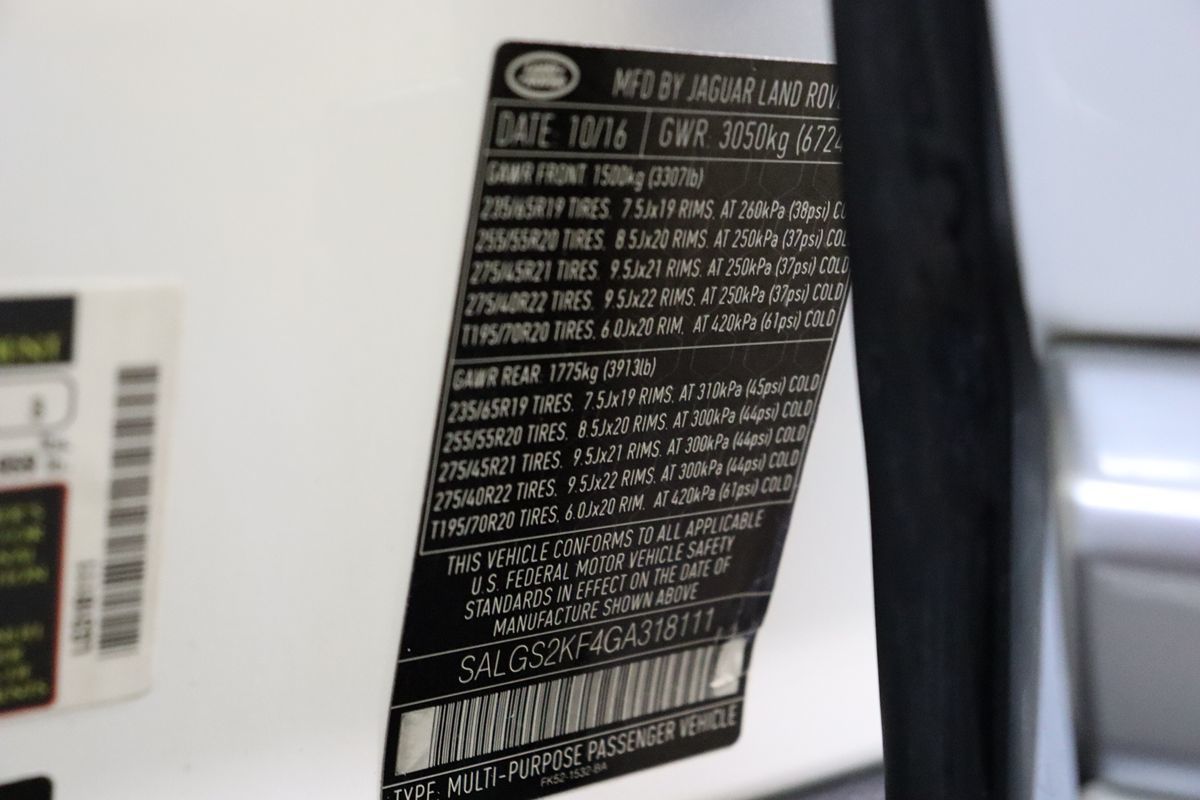 MFD BY JAGUAR LAND ROV
DATE 10/16 GWR: 3050kg (6724
GAWR FRONT 1500kg (3307lb)
235/65R19 TIRES, 7.5Jx19 RIMS, AT 260kPa (38psi) CO
255/55R20 TIRES, 8.5Jx20 RIMS, AT 250kPa (37psi) COL
275/45R21 TIRES, 9.5Jx21 RIMS, AT 250kPa (37psi) COLD
275/40R22 TIRES, 9.5Jx22 RIMS, AT 250kPa (37psi) COLD
T195/70R20 TIRES, 6.0Jx20 RIM, AT 420kPa (61psi) COLD
GAWR REAR 1775kg (3913lb)
235/65R19 TIRES, 7.5Jx19 RIMS, AT 310kPa (45psi) COLD
255/55R20 TIRES, 8.5Jx20 RIMS, AT 300kPa (44psi) COLD
275/45R21 TIRES, 9.5Jx21 RIMS, AT 300kPa (44psi) COLD
275/40R22 TIRES, 9.5Jx22 RIMS, AT 300kPa (44psi) COLD
T195/70R20 TIRES, 6.0Jx20 RIM, AT 420kPa (61psi) COLD
THIS VEHICLE CONFORMS TO ALL APPLICABLE
U.S. FEDERAL MOTOR VEHICLE SAFETY
STANDARDS IN EFFECT ON THE DATE OF
MANUFACTURE SHOWN ABOVE
SALGS2KF4GA318111
TYPE: MULTI-PURPOSE PASSENGER VEHICLE
FK52-1532-BA